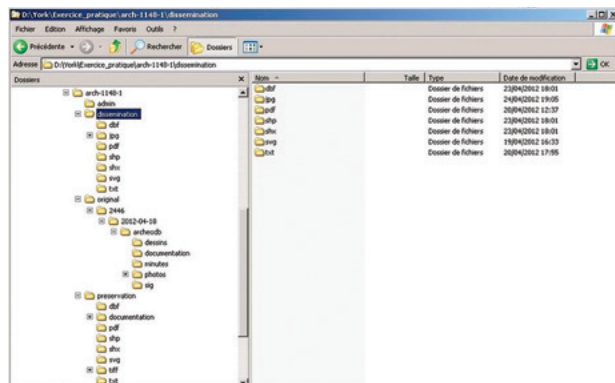 D:\York\Exercice_pratique\arch-1148-1\dissemination
Fichier Edition Affichage Favoris Outils ?
Précédente Rechercher Dossiers
Adresse D:\York\Exercice_pratique\arch-1148-1\dissemination OK
Dossiers
arch-1148-1
admin
dissemination
dbf
jpg
pdf
shp
shx
svg
txt
original
2446
2012-04-18
archeodb
dessins
documentation
minutes
photos
sig
preservation
dbf
documentation
pdf
shp
shx
svg
tiff
txt
Nom Taille Type Date de modification
dbf Dossier de fichiers 23/04/2012 18:01
jpg Dossier de fichiers 24/04/2012 19:05
pdf Dossier de fichiers 20/04/2012 12:37
shp Dossier de fichiers 23/04/2012 18:01
shx Dossier de fichiers 23/04/2012 18:01
svg Dossier de fichiers 19/04/2012 16:33
txt Dossier de fichiers 20/04/2012 17:55